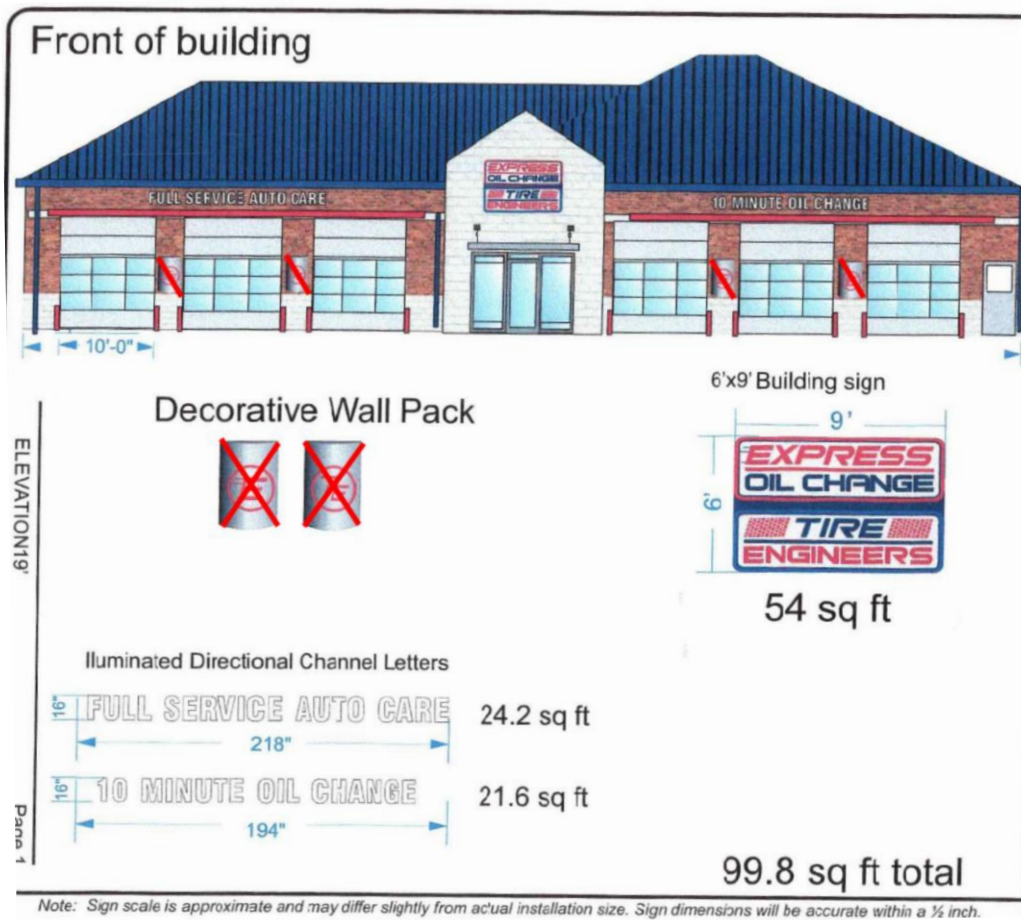 Front of building
EXPRESS
OIL CHANGE
TIRE
ENGINEERS
FULL SERVICE AUTO CARE
10 MINUTE OIL CHANGE
10'-0"
6'x9' Building sign
Decorative Wall Pack
9'
EXPRESS
OIL CHANGE
TIRE
ENGINEERS
6'
54 sq ft
ELEVATION19'
Iluminated Directional Channel Letters
16"
FULL SERVICE AUTO CARE
24.2 sq ft
218"
16"
10 MINUTE OIL CHANGE
21.6 sq ft
194"
Page 1
99.8 sq ft total
Note: Sign scale is approximate and may differ slightly from actual installation size. Sign dimensions will be accurate within a ½ inch.